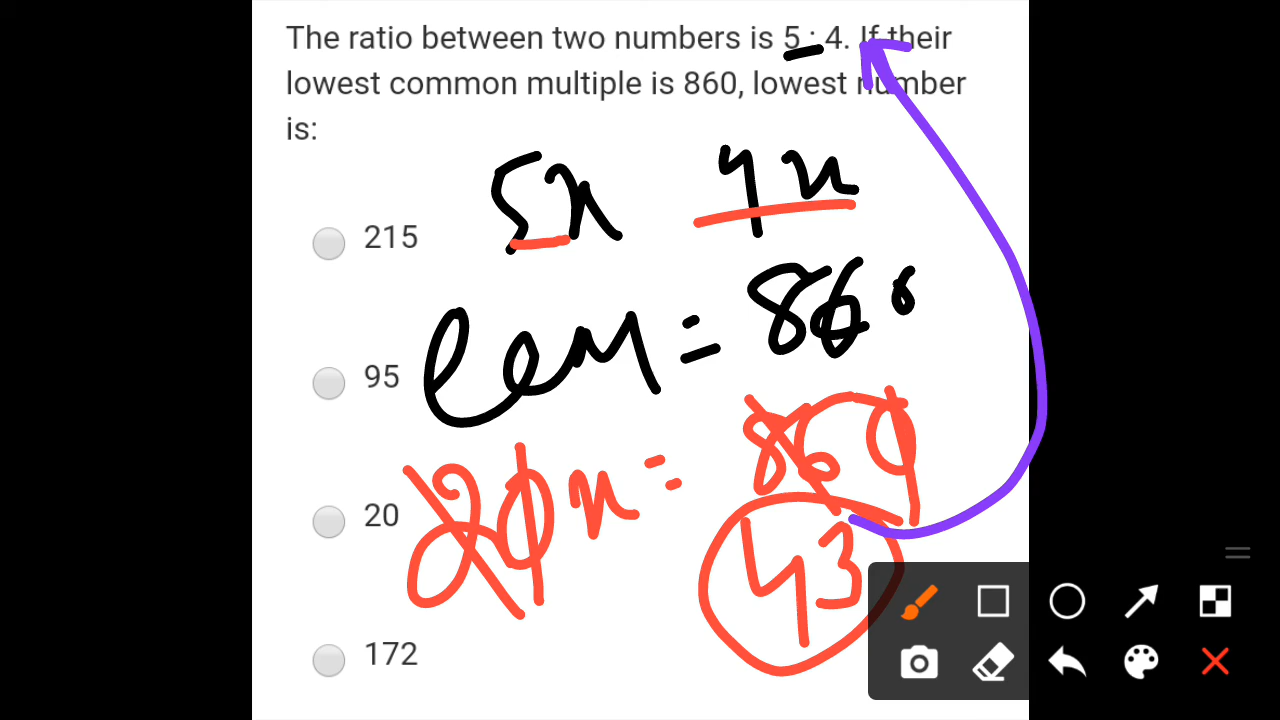 The ratio between two numbers is 5 : 4. If their
lowest common multiple is 860, lowest number
is:
5x 4x
215
lcm = 860
95
20x = 860
20
43
172